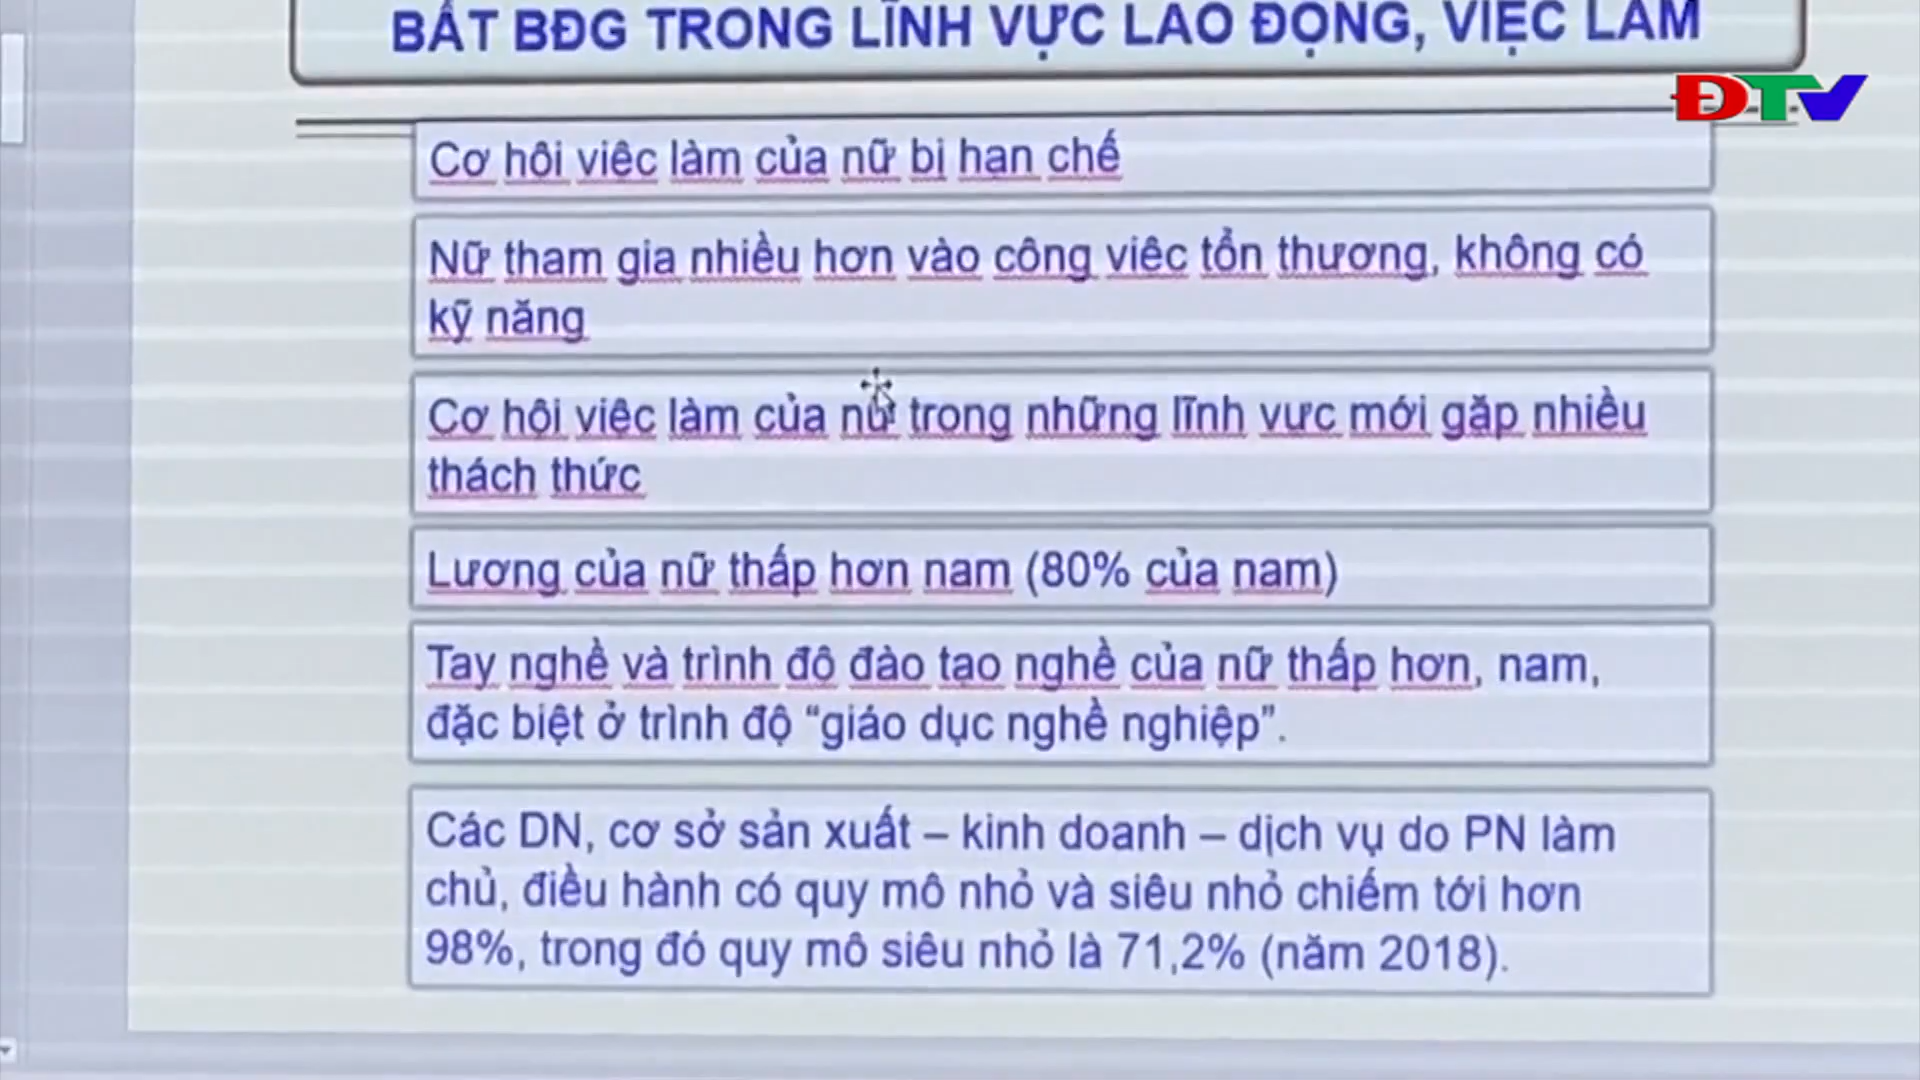 BẤT BĐG TRONG LĨNH VỰC LAO ĐỘNG, VIỆC LÀM
ĐTV
Cơ hội việc làm của nữ bị hạn chế
Nữ tham gia nhiều hơn vào công việc tổn thương, không có
kỹ năng
Cơ hội việc làm của nữ trong những lĩnh vực mới gặp nhiều
thách thức
Lương của nữ thấp hơn nam (80% của nam)
Tay nghề và trình độ đào tạo nghề của nữ thấp hơn, nam,
đặc biệt ở trình độ “giáo dục nghề nghiệp”.
Các DN, cơ sở sản xuất – kinh doanh – dịch vụ do PN làm
chủ, điều hành có quy mô nhỏ và siêu nhỏ chiếm tới hơn
98%, trong đó quy mô siêu nhỏ là 71,2% (năm 2018).